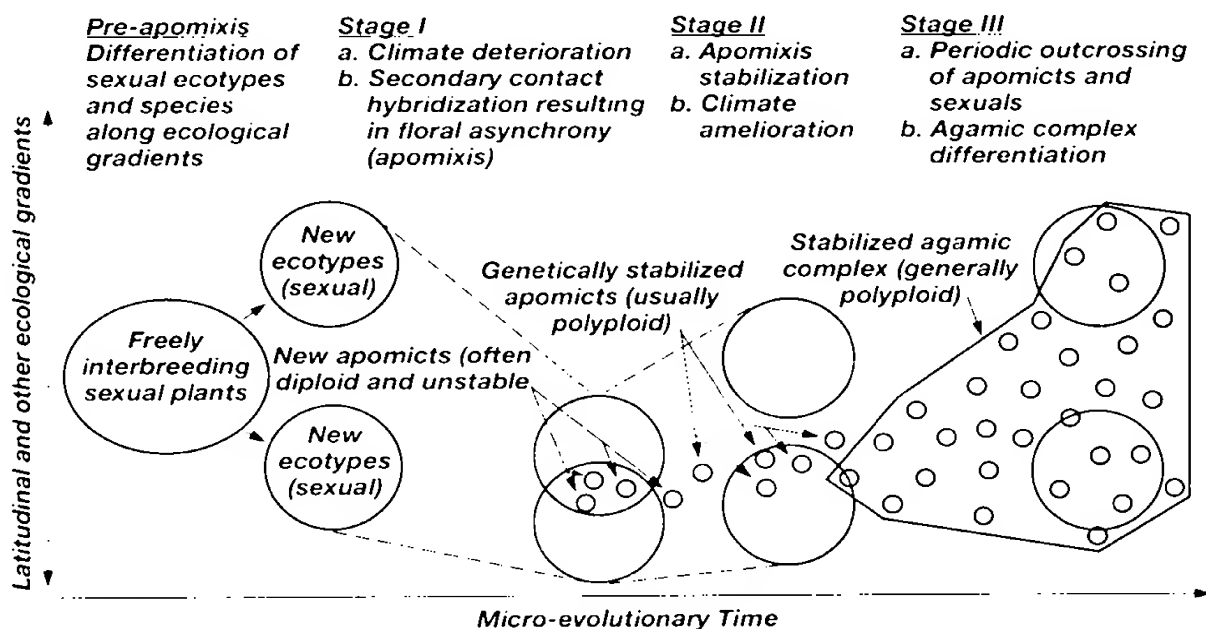 Pre-apomixis
Differentiation of
sexual ecotypes
and species
along ecological
gradients
Stage I
a. Climate deterioration
b. Secondary contact
hybridization resulting
in floral asynchrony
(apomixis)
Stage II
a. Apomixis
stabilization
b. Climate
amelioration
Stage III
a. Periodic outcrossing
of apomicts and
sexuals
b. Agamic complex
differentiation
Latitudinal and other ecological gradients
New
ecotypes
(sexual)
Freely
interbreeding
sexual plants
New apomicts (often
diploid and unstable
New
ecotypes
(sexual)
Genetically stabilized
apomicts (usually
polyploid)
Stabilized agamic
complex (generally
polyploid)
Micro-evolutionary Time